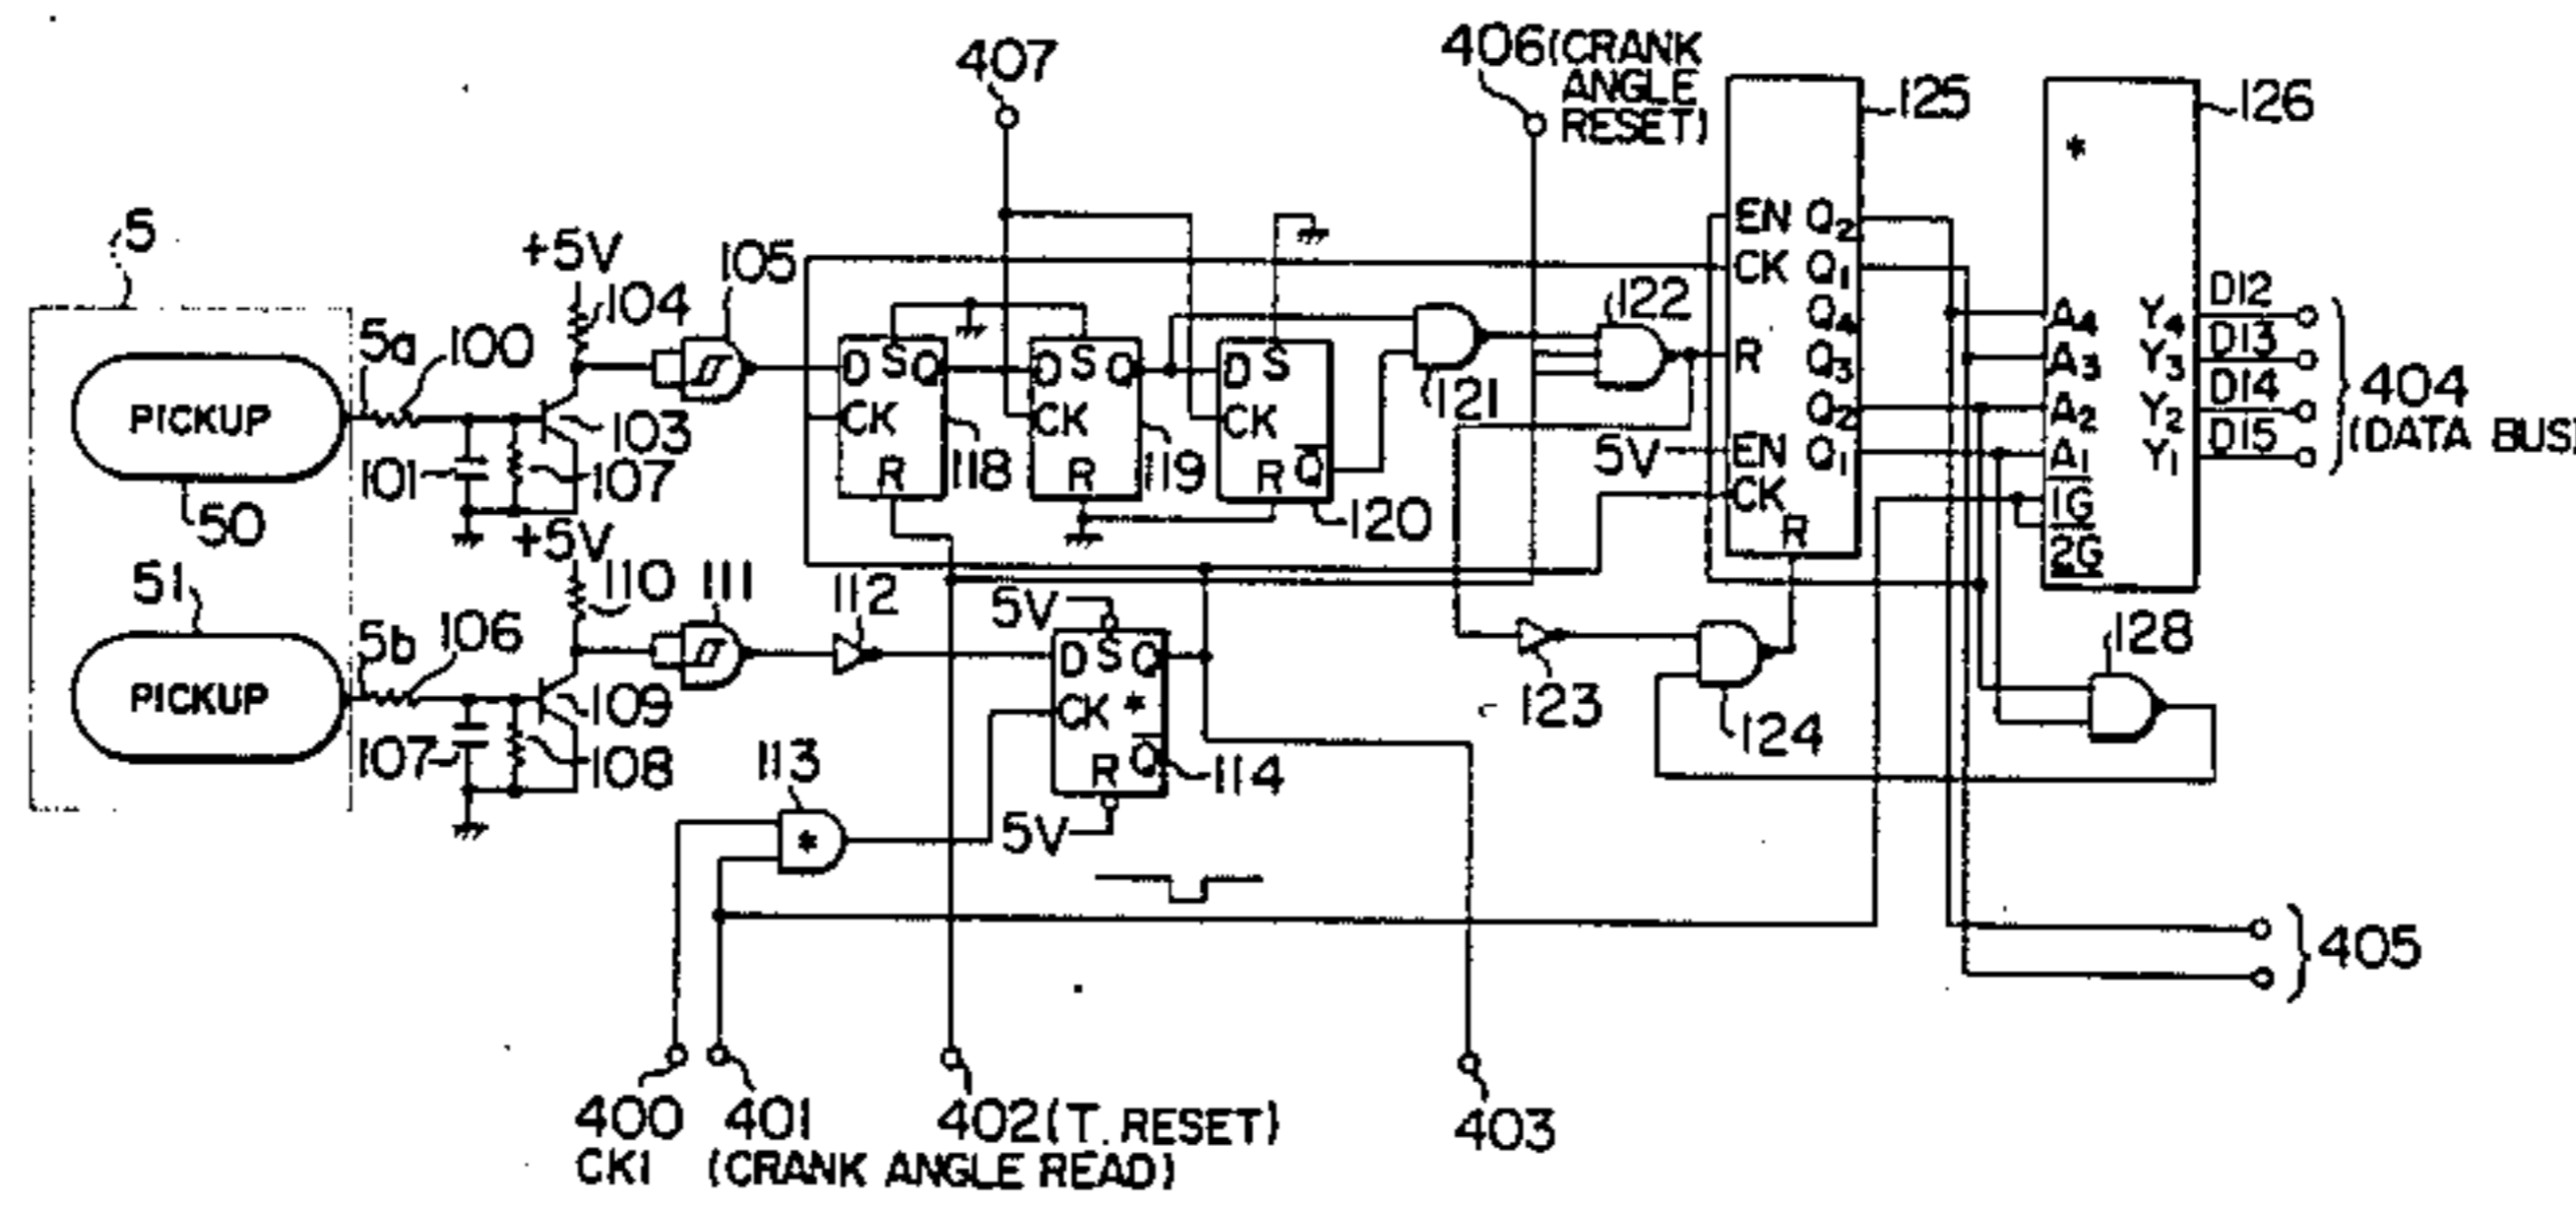 407
406(CRANK
ANGLE
RESET)
125
126
*
5
+5V
105
104
5a
100
PICKUP
103
101
107
50
D S Q
CK
R
118
D S Q
CK
R
119
D S
CK
R Q
120
121
122
EN Q2
CK Q1
Q4
R Q3
Q2
5V
EN Q1
CK
R
A4 Y4
A3 Y3
A2 Y2
A1 Y1
1G
2G
D12
D13
D14
D15
404
(DATA BUS)
+5V
110
111
112
51
5b
106
PICKUP
109
107
108
5V
D S Q
CK *
R Q
114
5V
113
*
123
124
128
405
400
CK1
401
(CRANK ANGLE READ)
402(T. RESET)
403